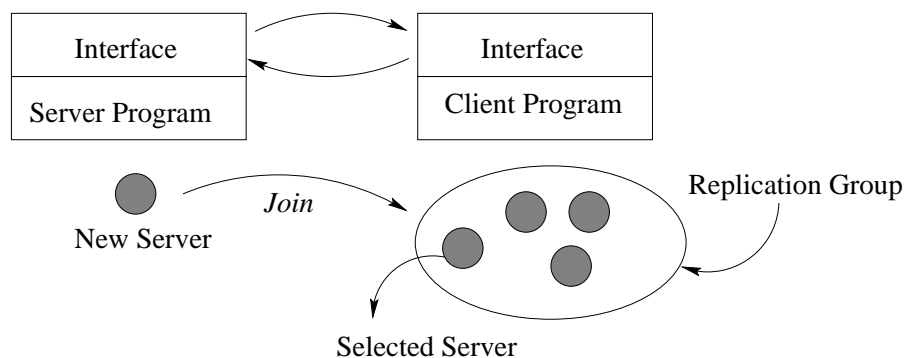 Interface
Interface
Server Program
Client Program
Join
Replication Group
New Server
Selected Server